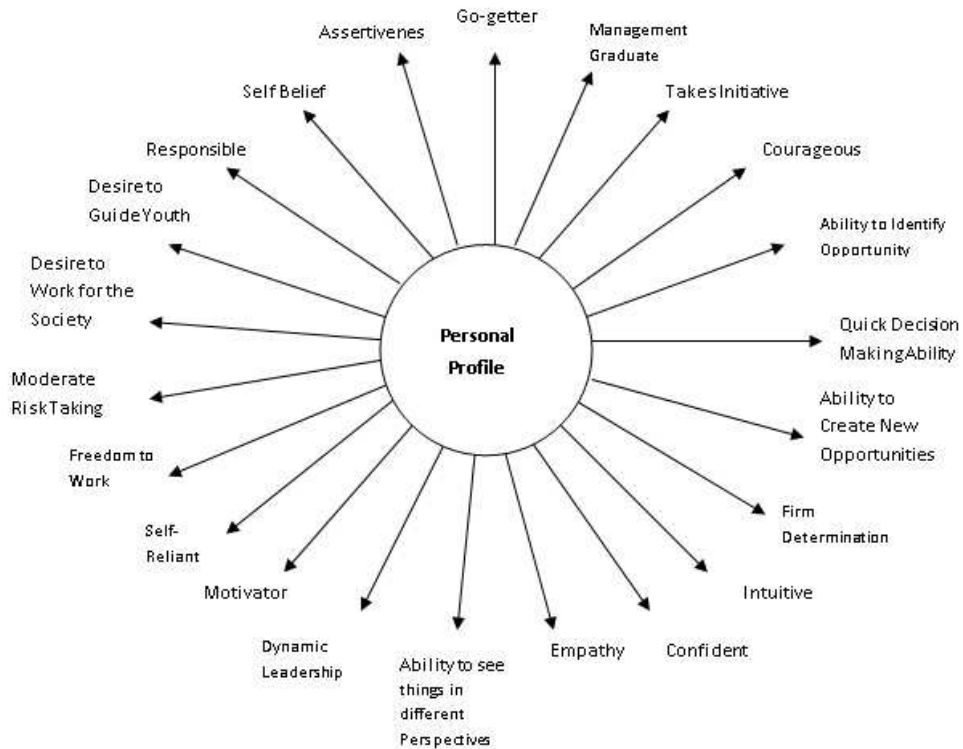 Go-getter
Management
Graduate
Takes Initiative
Courageous
Ability to Identify
Opportunity
Quick Decision
Making Ability
Ability to
Create New
Opportunities
Firm
Determination
Intuitive
Confident
Empathy
Ability to see
things in
different
Perspectives
Dynamic
Leadership
Motivator
Self-
Reliant
Freedom to
Work
Moderate
Risk Taking
Desire to
Work for the
Society
Desire to
Guide Youth
Responsible
Self Belief
Assertivenes
Personal
Profile